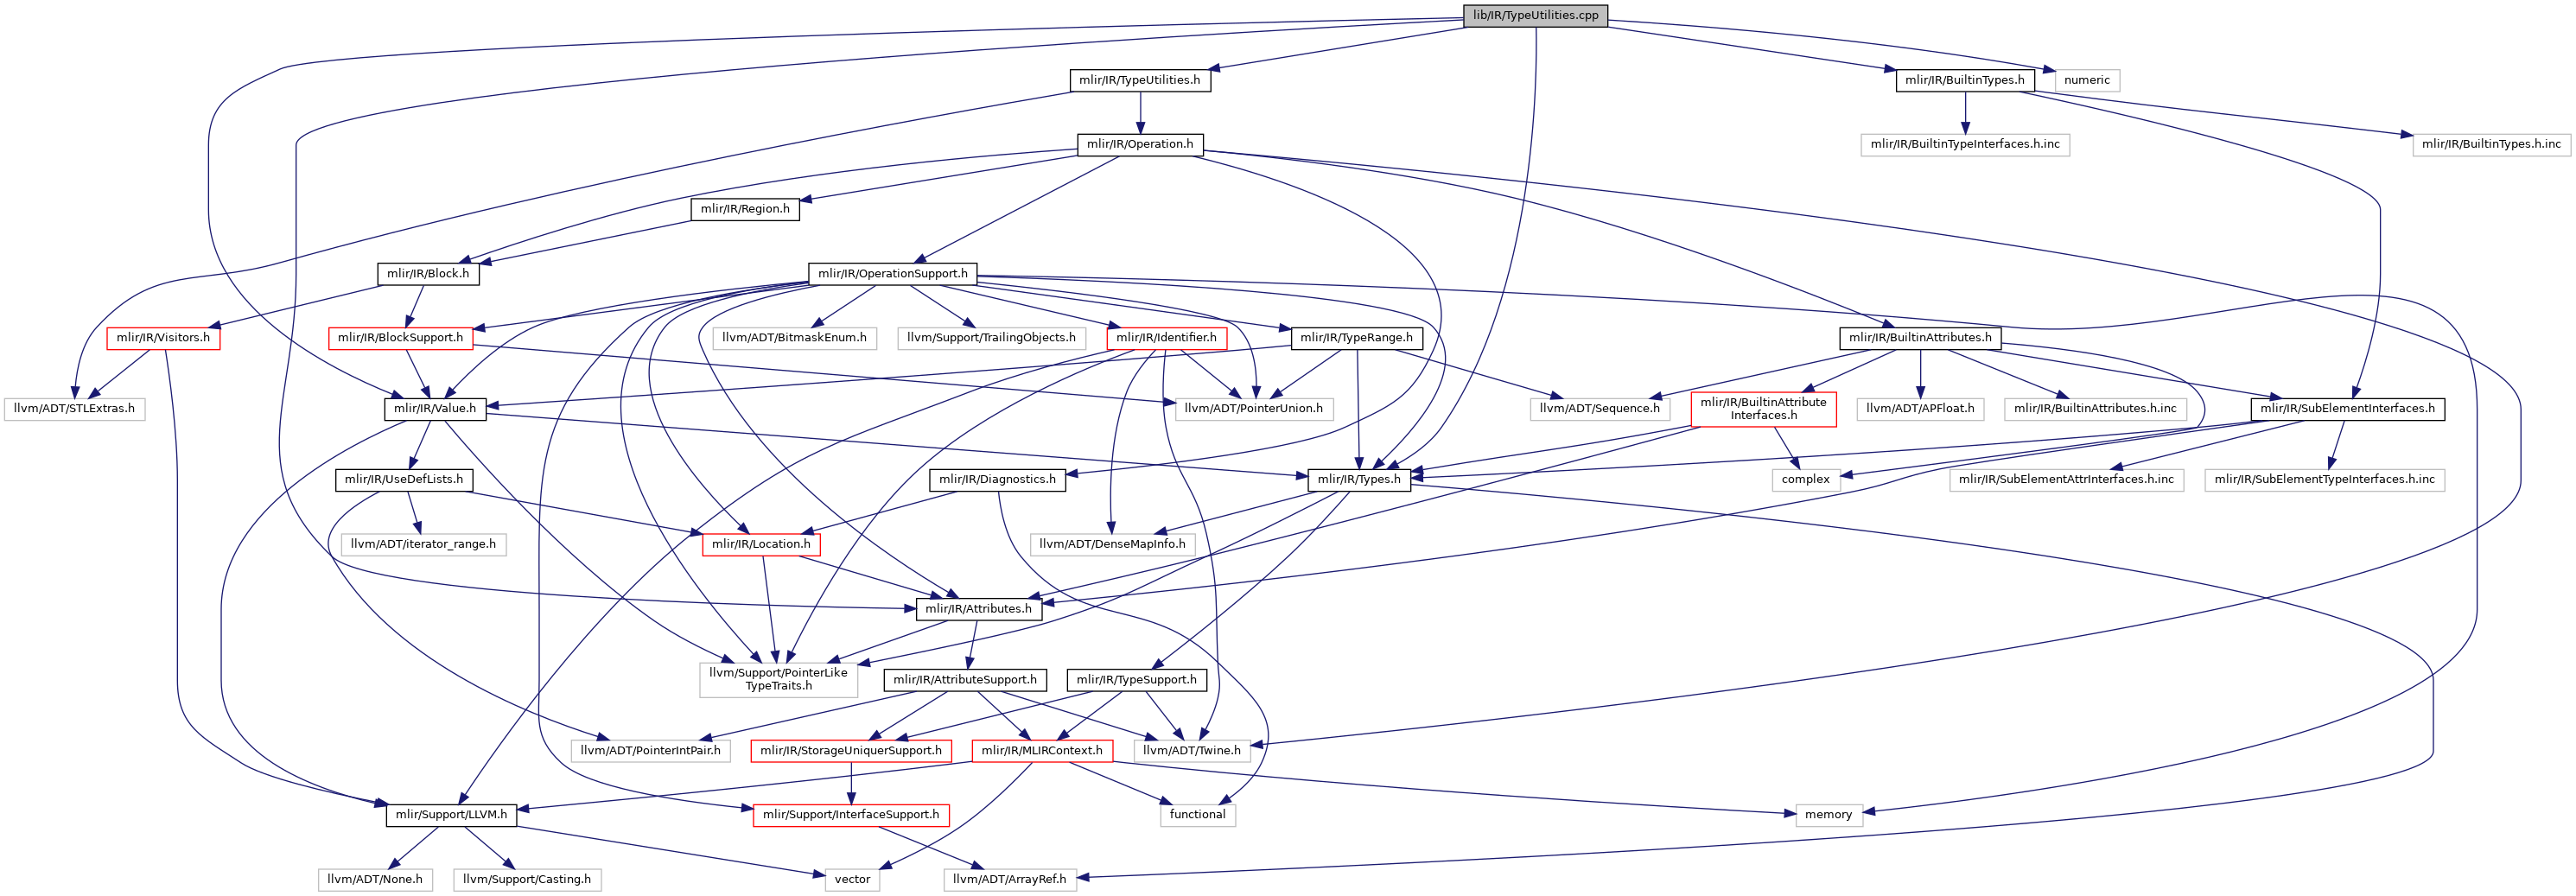 lib/IR/TypeUtilities.cpp
mlir/IR/TypeUtilities.h
mlir/IR/BuiltinTypes.h
numeric
mlir/IR/Operation.h
mlir/IR/BuiltinTypeInterfaces.h.inc
mlir/IR/BuiltinTypes.h.inc
mlir/IR/Region.h
mlir/IR/Block.h
mlir/IR/OperationSupport.h
mlir/IR/Visitors.h
mlir/IR/BlockSupport.h
llvm/ADT/BitmaskEnum.h
llvm/Support/TrailingObjects.h
mlir/IR/Identifier.h
mlir/IR/TypeRange.h
mlir/IR/BuiltinAttributes.h
llvm/ADT/STLExtras.h
mlir/IR/Value.h
llvm/ADT/PointerUnion.h
llvm/ADT/Sequence.h
mlir/IR/BuiltinAttribute
Interfaces.h
llvm/ADT/APFloat.h
mlir/IR/BuiltinAttributes.h.inc
mlir/IR/SubElementInterfaces.h
mlir/IR/UseDefLists.h
mlir/IR/Diagnostics.h
mlir/IR/Types.h
complex
mlir/IR/SubElementAttrInterfaces.h.inc
mlir/IR/SubElementTypeInterfaces.h.inc
llvm/ADT/iterator_range.h
mlir/IR/Location.h
llvm/ADT/DenseMapInfo.h
mlir/IR/Attributes.h
llvm/Support/PointerLike
TypeTraits.h
mlir/IR/AttributeSupport.h
mlir/IR/TypeSupport.h
llvm/ADT/PointerIntPair.h
mlir/IR/StorageUniquerSupport.h
mlir/IR/MLIRContext.h
llvm/ADT/Twine.h
mlir/Support/LLVM.h
mlir/Support/InterfaceSupport.h
functional
memory
llvm/ADT/None.h
llvm/Support/Casting.h
vector
llvm/ADT/ArrayRef.h